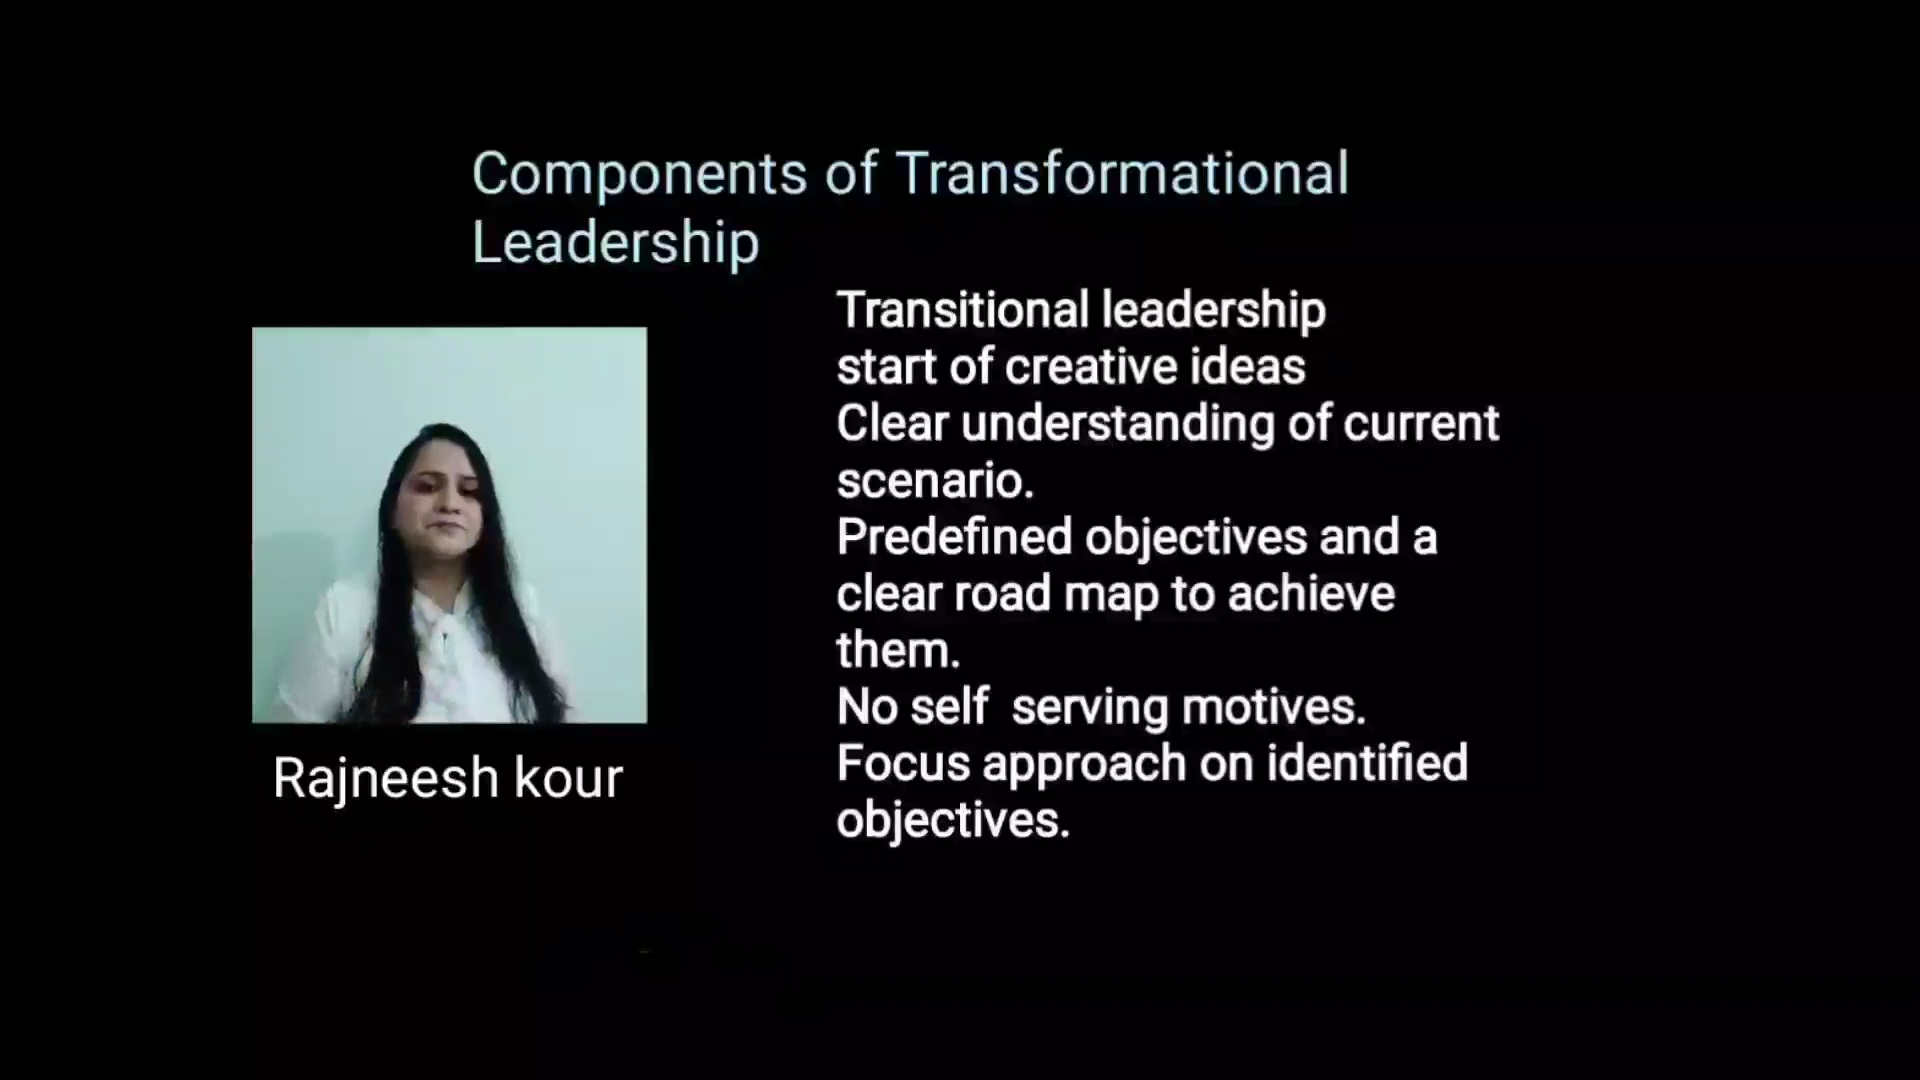 Components of Transformational
Leadership
Transitional leadership
start of creative ideas
Clear understanding of current
scenario.
Predefined objectives and a
clear road map to achieve
them.
No self  serving motives.
Focus approach on identified
objectives.
Rajneesh kour